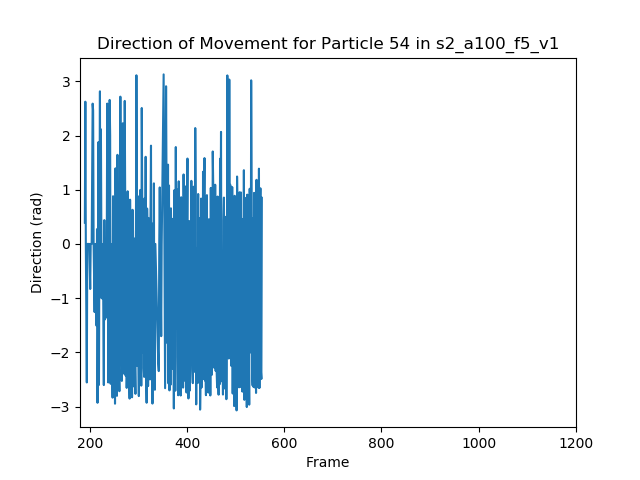 Direction of Movement for Particle 54 in s2_a100_f5_v1
3
2
1
0
−1
−2
−3
Direction (rad)
200 400 600 800 1000 1200
Frame